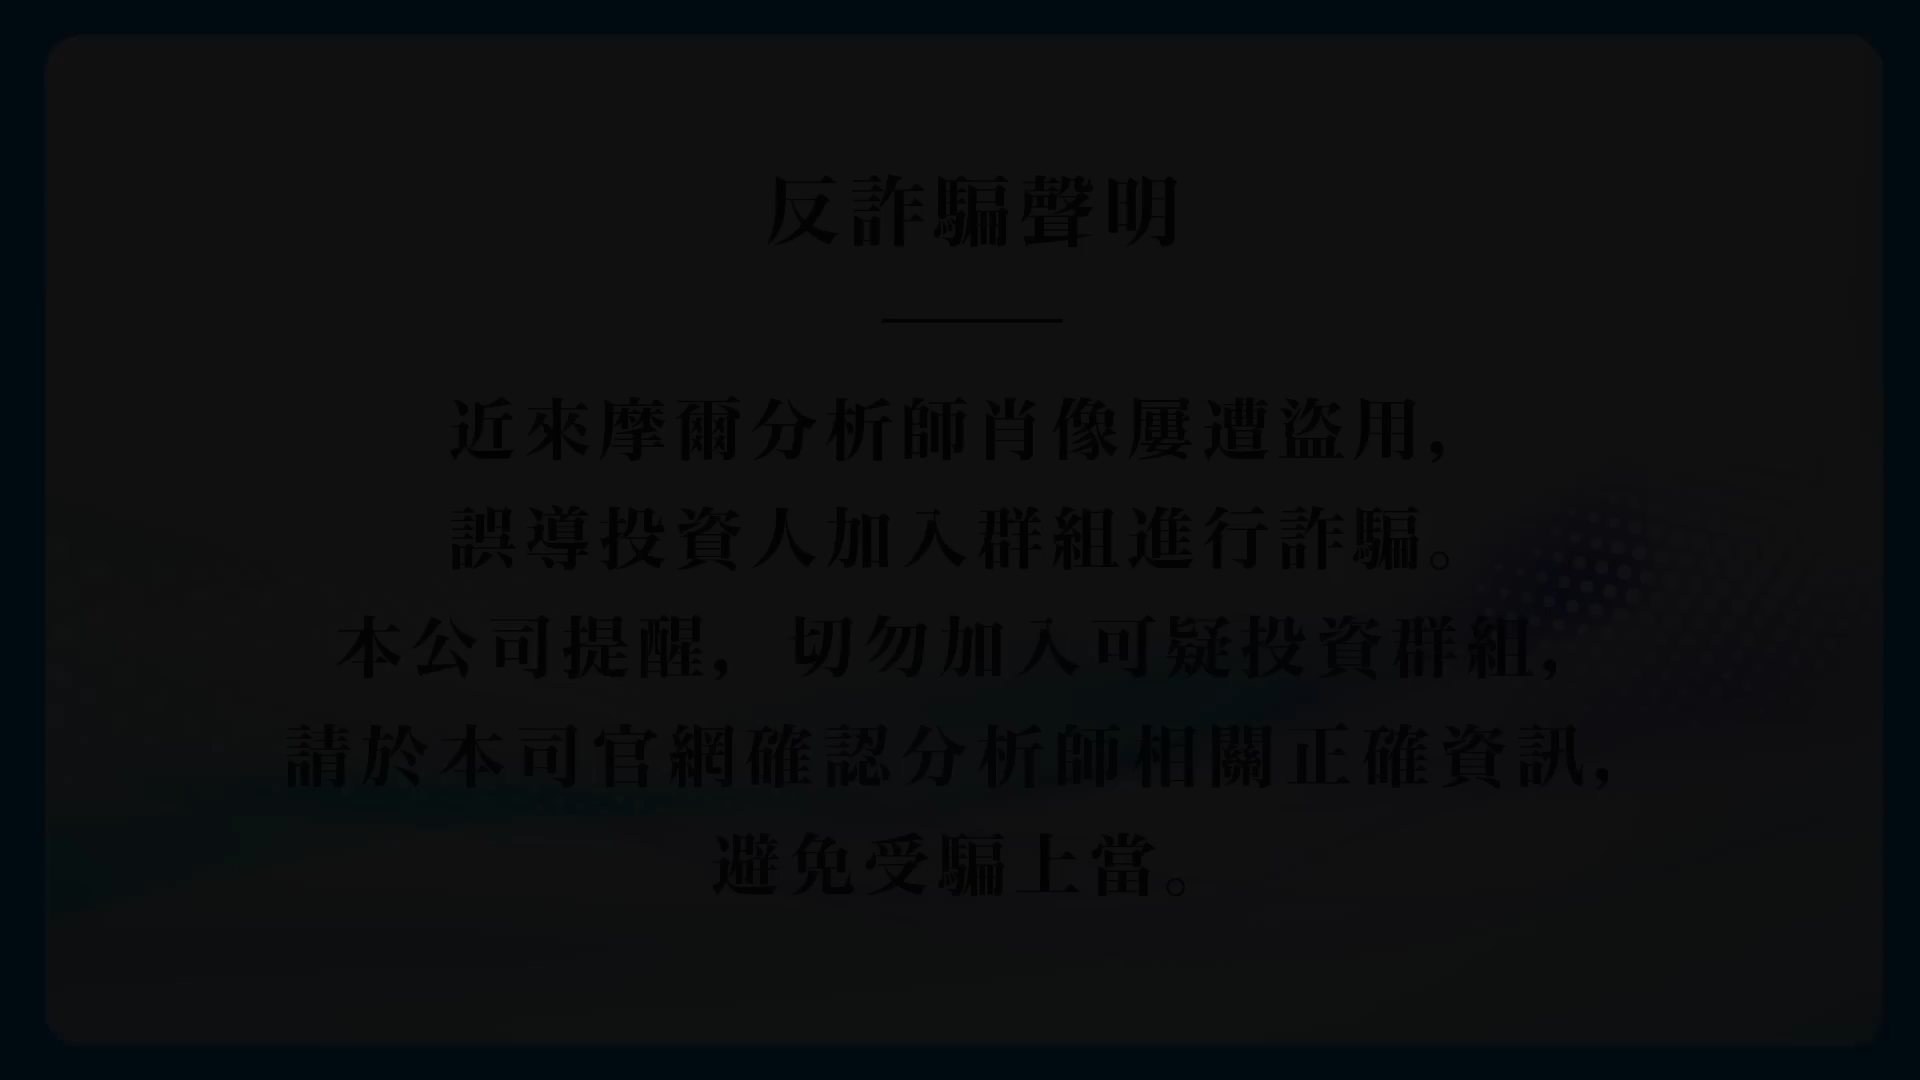 反詐騙聲明
近來摩爾分析師肖像屢遭盜用,
誤導投資人加入群組進行詐騙。
本公司提醒, 切勿加入可疑投資群組,
請於本司官網確認分析師相關正確資訊,
避免受騙上當。